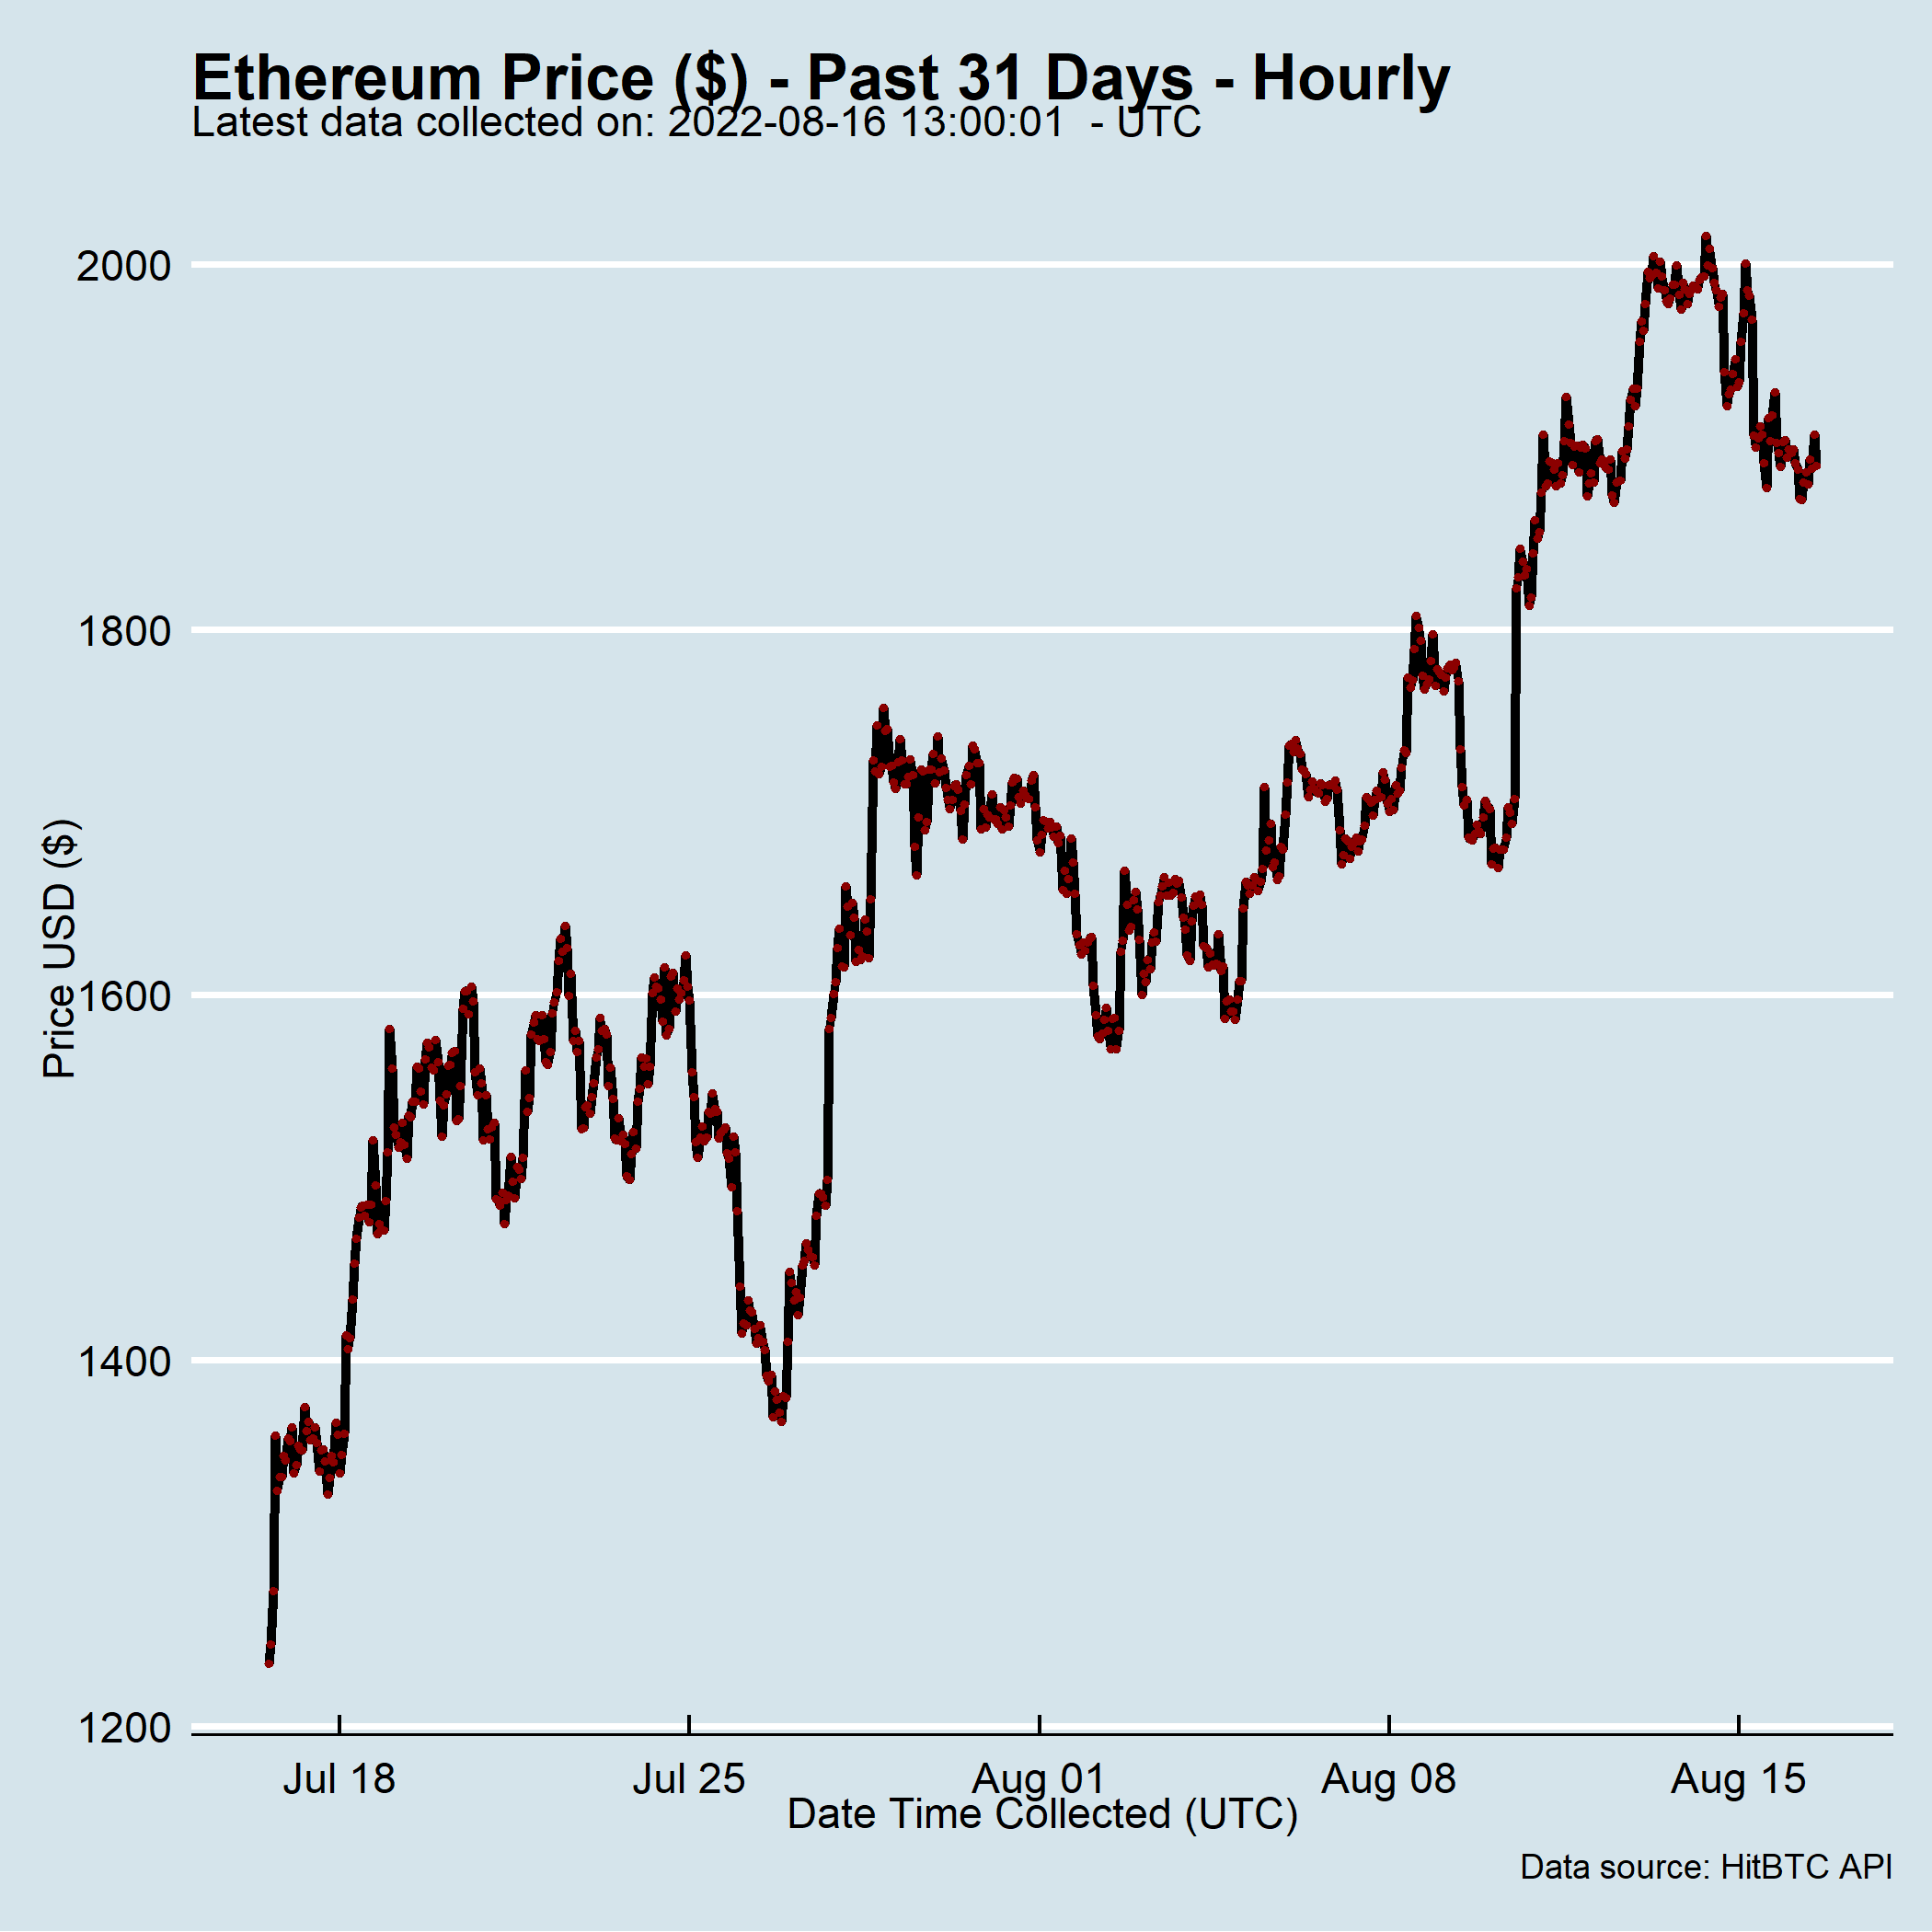 Ethereum Price ($) - Past 31 Days - Hourly
Latest data collected on: 2022-08-16 13:00:01  - UTC
2000
1800
1600
1400
1200
Price USD ($)
Jul 18
Jul 25
Aug 01
Aug 08
Aug 15
Date Time Collected (UTC)
Data source: HitBTC API